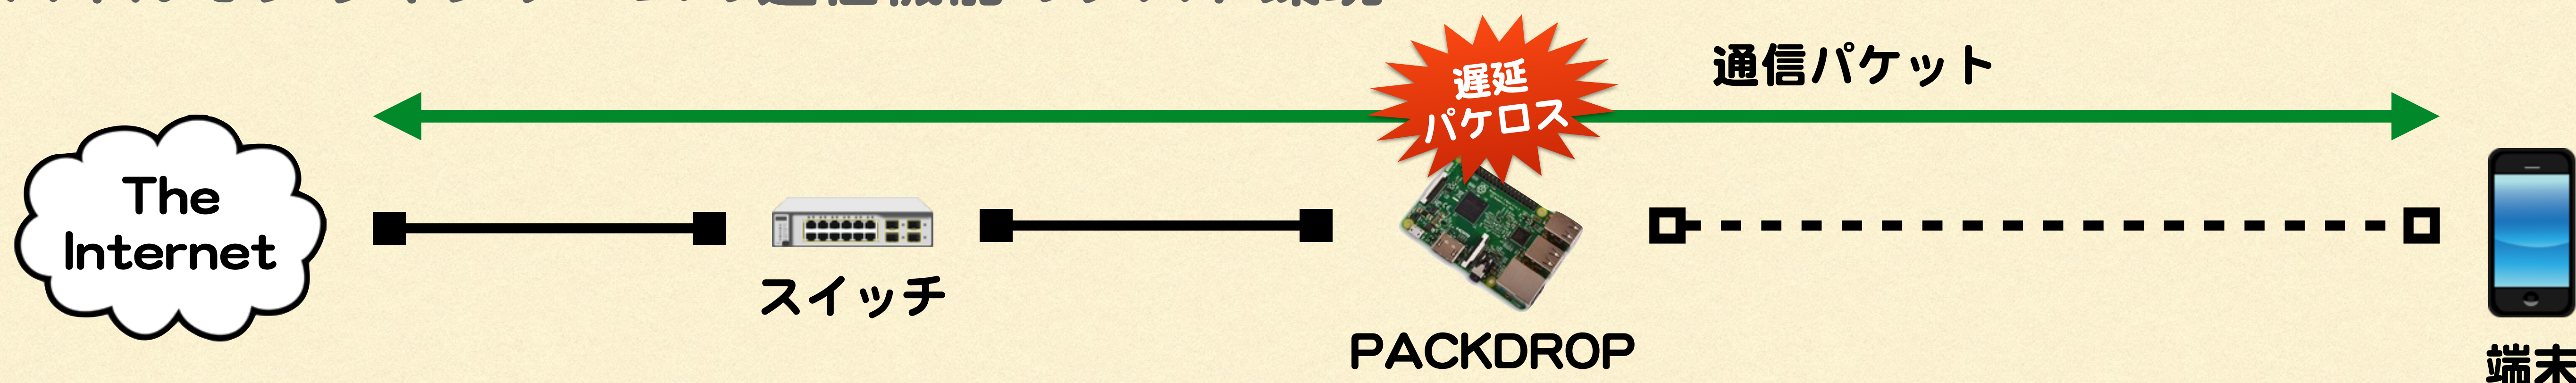 通信パケット
遅延
パケロス
The
Internet
スイッチ
PACKDROP
端末